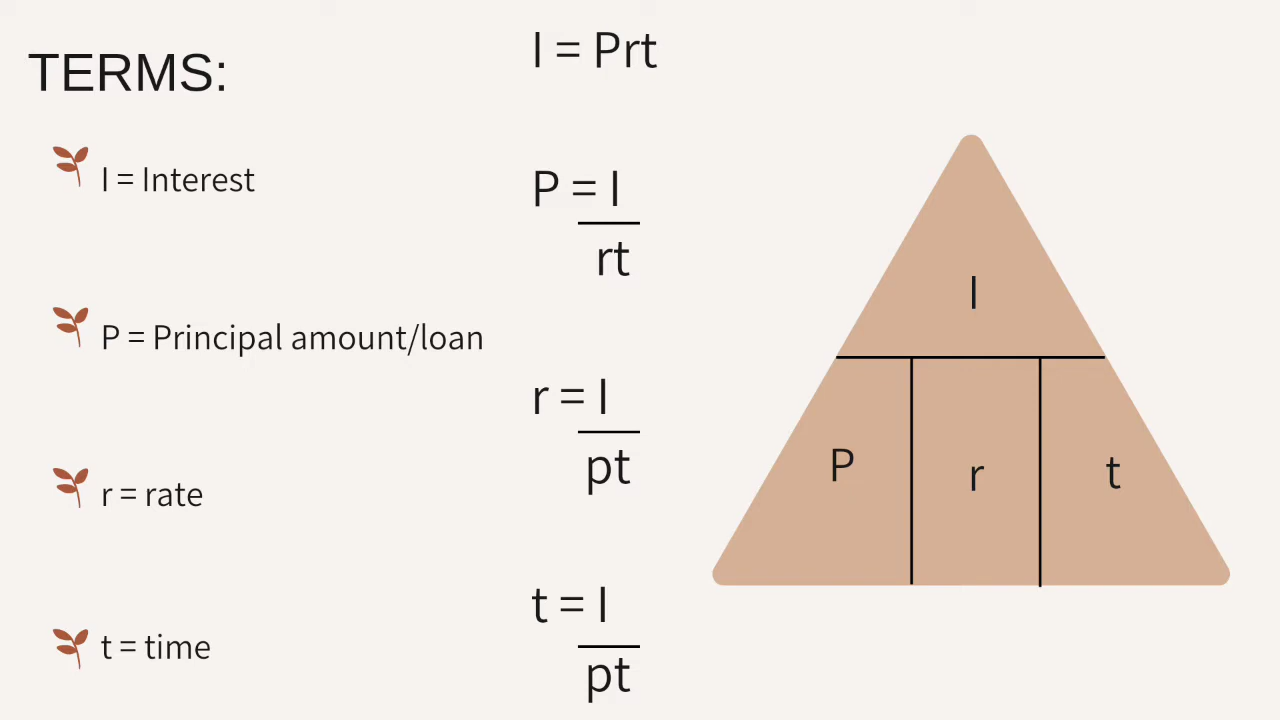 TERMS:
I = Interest
P = Principal amount/loan
r = rate
t = time
I = Prt
P = I
rt
r = I
pt
t = I
pt
I
P
r
t